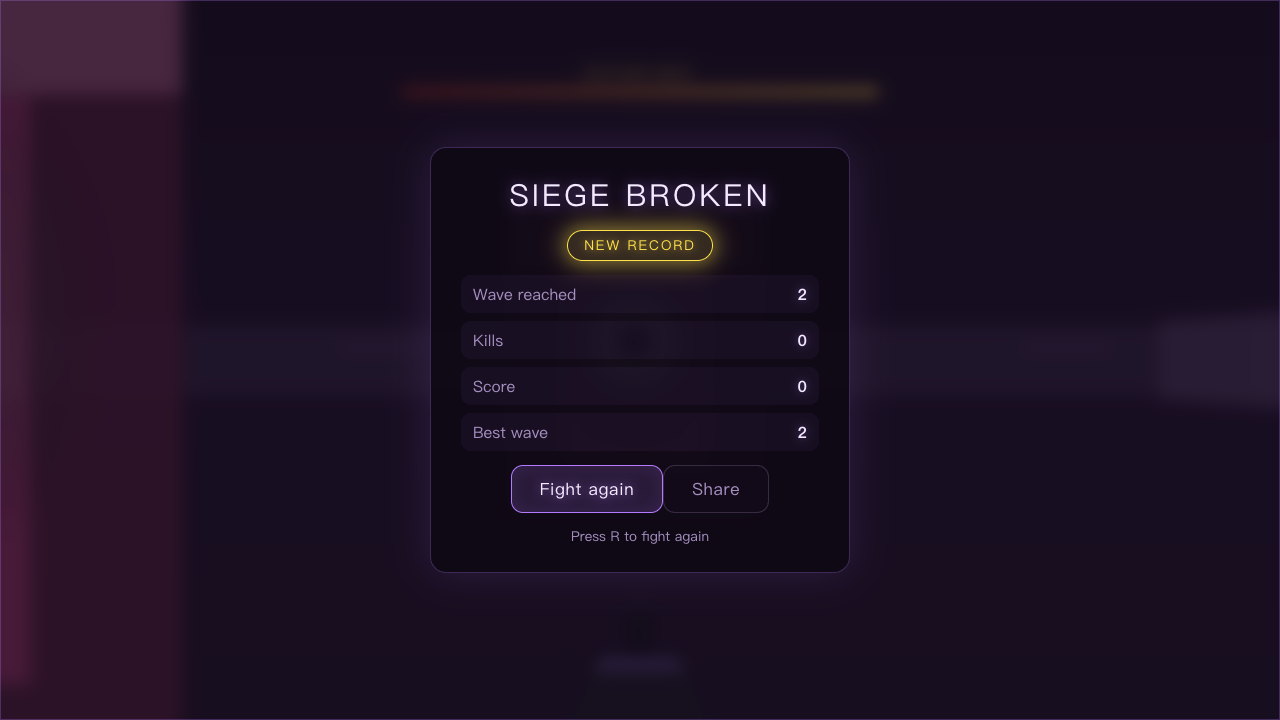 SIEGE BROKEN
NEW RECORD
Wave reached 2
Kills 0
Score 0
Best wave 2
Fight again Share
Press R to fight again